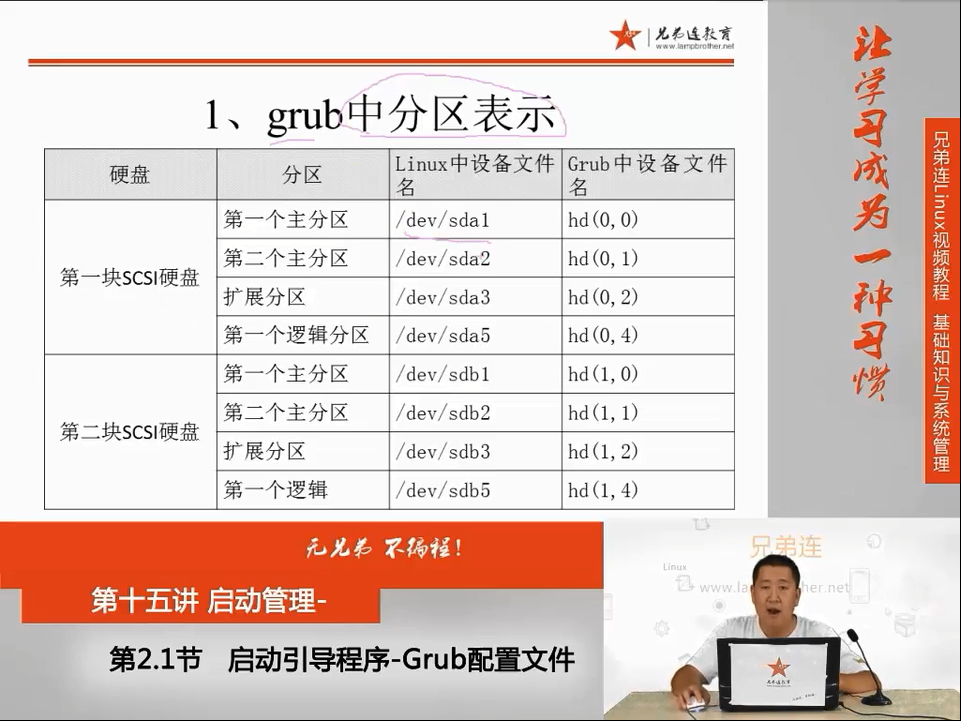 兄弟连教育
www.lampbrother.net
1、grub中分区表示
硬盘 分区 Linux中设备文件名 Grub中设备文件名
第一块SCSI硬盘
第一个主分区 /dev/sda1 hd(0,0)
第二个主分区 /dev/sda2 hd(0,1)
扩展分区 /dev/sda3 hd(0,2)
第一个逻辑分区 /dev/sda5 hd(0,4)
第二块SCSI硬盘
第一个主分区 /dev/sdb1 hd(1,0)
第二个主分区 /dev/sdb2 hd(1,1)
扩展分区 /dev/sdb3 hd(1,2)
第一个逻辑 /dev/sdb5 hd(1,4)
让学习成为一种习惯
兄弟连Linux视频教程 基础知识与系统管理
无兄弟 不编程!
第十五讲 启动管理-
第2.1节 启动引导程序-Grub配置文件
兄弟连
Linux
兄弟连教育